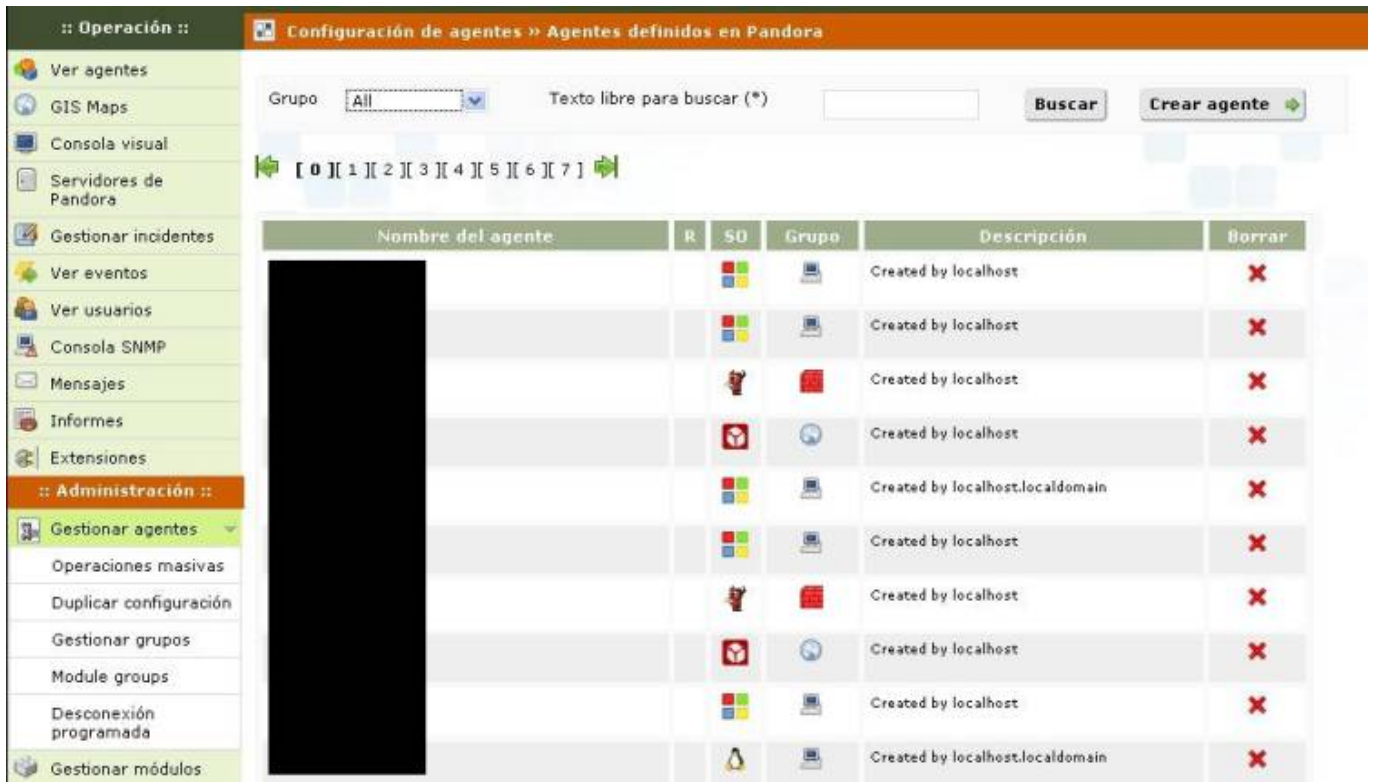 :: Operación ::
Ver agentes
GIS Maps
Consola visual
Servidores de
Pandora
Gestionar incidentes
Ver eventos
Ver usuarios
Consola SNMP
Mensajes
Informes
Extensiones
:: Administración ::
Gestionar agentes
Operaciones masivas
Duplicar configuración
Gestionar grupos
Module groups
Desconexión
programada
Gestionar módulos
Configuración de agentes » Agentes definidos en Pandora
Grupo All Texto libre para buscar (*) Buscar Crear agente
[ 0 ][ 1 ][ 2 ][ 3 ][ 4 ][ 5 ][ 6 ][ 7 ]
Nombre del agente R SO Grupo Descripción Borrar
Created by localhost
Created by localhost
Created by localhost
Created by localhost
Created by localhost.localdomain
Created by localhost
Created by localhost
Created by localhost
Created by localhost
Created by localhost.localdomain